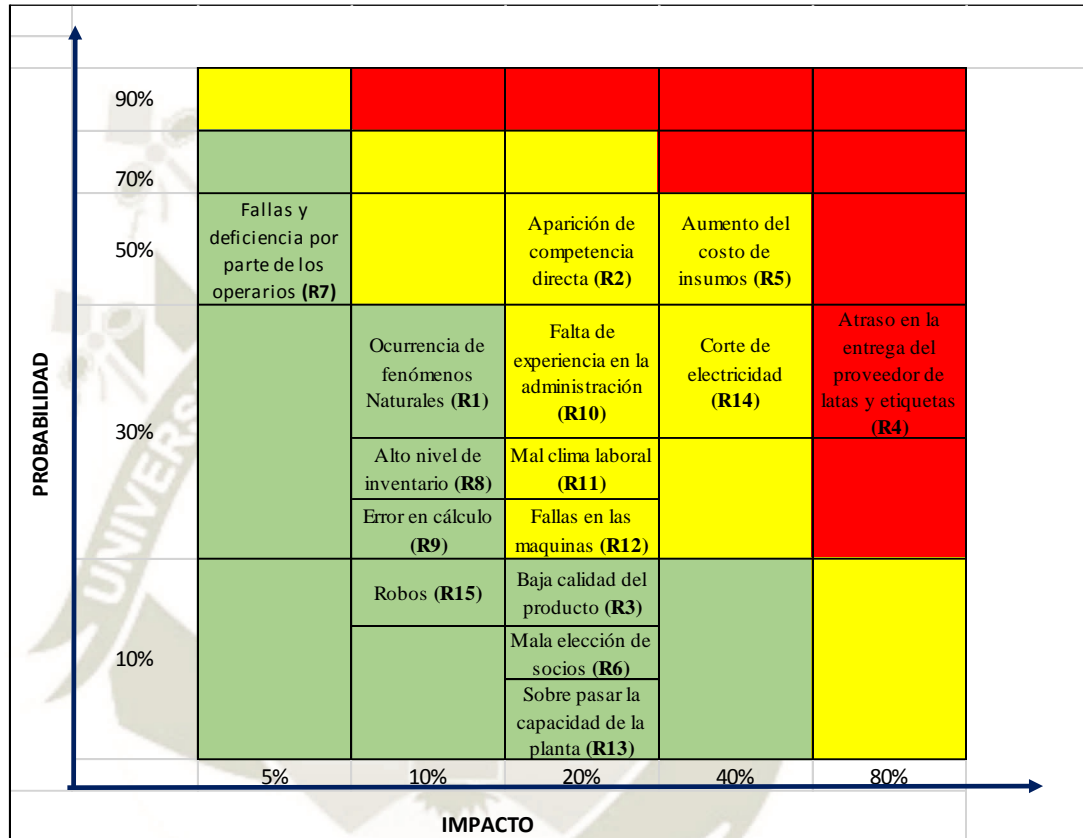 90%
70%
Fallas y
deficiencia por
parte de los
operarios (R7)
50%
Aparición de
competencia
directa (R2)
Aumento del
costo de
insumos (R5)
PROBABILIDAD
30%
Ocurrencia de
fenómenos
Naturales (R1)
Falta de
experiencia en la
administración
(R10)
Corte de
electricidad
(R14)
Atraso en la
entrega del
proveedor de
latas y etiquetas
(R4)
Alto nivel de
inventario (R8)
Mal clima laboral
(R11)
Error en cálculo
(R9)
Fallas en las
maquinas (R12)
10%
Robos (R15)
Baja calidad del
producto (R3)
Mala elección de
socios (R6)
Sobre pasar la
capacidad de la
planta (R13)
5%
10%
20%
40%
80%
IMPACTO
UNIVERS